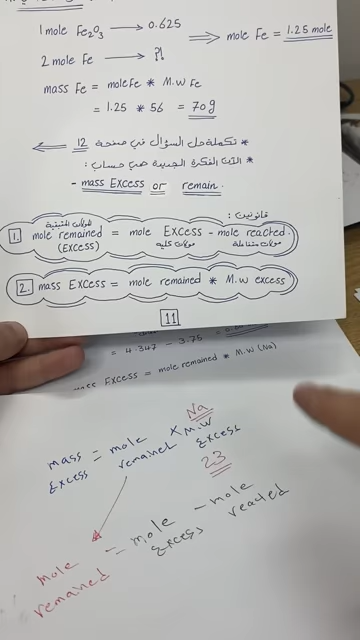 1 mole Fe₂O₃ ⟶ 0.625
⟹ mole Fe = 1.25 mole
2 mole Fe ⟶ ?!
mass Fe = mole Fe * M.W Fe
= 1.25 * 56 = 70 g
* تكملة حل السؤال في صفحة 12 ⟵
* الآن الفكرة الجديدة هي حساب:
- mass Excess or remain.
قانونين:
المولات المتبقية
1. mole remained = mole Excess - mole reacted.
(Excess) مولات كليه مولات متفاعلة
2. mass Excess = mole remained * M.W excess
11
= 4.347 - 3.75 =
mass Excess = mole remained * M.W (Na)
Na
mass Excess = mole remained × M.W Excess
23
mole remained = mole Excess - mole reacted